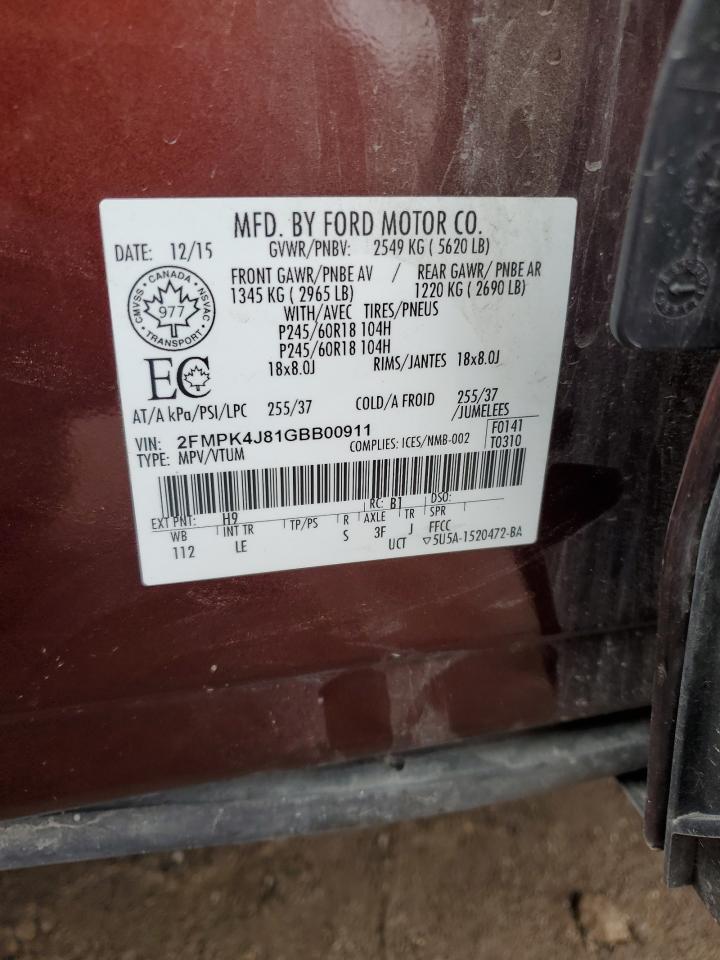 MFD. BY FORD MOTOR CO.
DATE: 12/15 GVWR/PNBV: 2549 KG ( 5620 LB)
FRONT GAWR/PNBE AV / REAR GAWR/ PNBE AR
1345 KG ( 2965 LB) 1220 KG ( 2690 LB)
WITH/AVEC TIRES/PNEUS
P245/60R18 104H
P245/60R18 104H
18x8.0J RIMS/JANTES 18x8.0J
CMVSS · CANADA · NSVAC
977
TRANSPORT
EC
AT/A kPa/PSI/LPC 255/37 COLD/A FROID 255/37
/JUMELEES
VIN: 2FMPK4J81GBB00911 COMPLIES: ICES/NMB-002 F0141
TYPE: MPV/VTUM T0310
EXT PNT: H9 RC: B1 DSO:
WB INT TR TP/PS R AXLE TR SPR
112 LE S 3F J FFCC
UCT ▽5U5A-1520472-BA